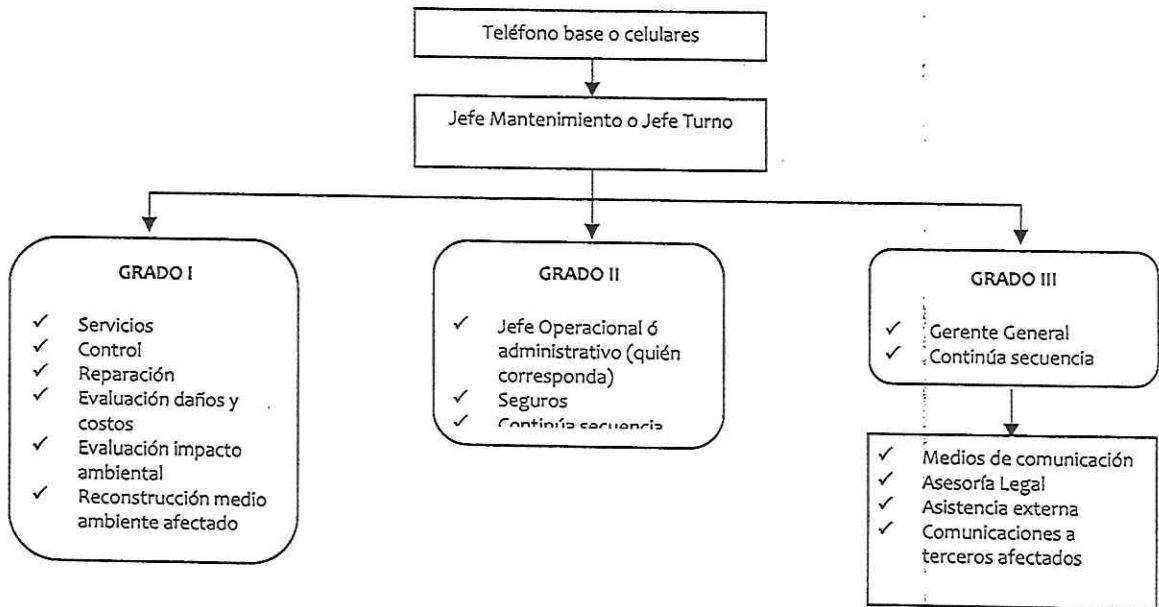 Teléfono base o celulares
Jefe Mantenimiento o Jefe Turno
GRADO I
✓ Servicios
✓ Control
✓ Reparación
✓ Evaluación daños y
costos
✓ Evaluación impacto
ambiental
✓ Reconstrucción medio
ambiente afectado
GRADO II
✓ Jefe Operacional ó
administrativo (quién
corresponda)
✓ Seguros
✓ Continúa secuencia
GRADO III
✓ Gerente General
✓ Continúa secuencia
✓ Medios de comunicación
✓ Asesoría Legal
✓ Asistencia externa
✓ Comunicaciones a
terceros afectados